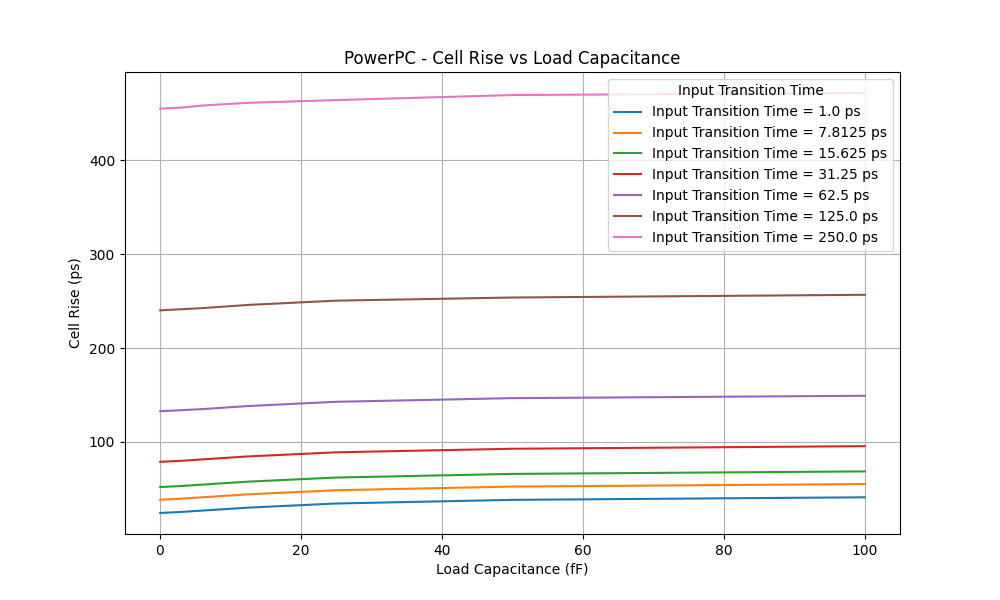 PowerPC - Cell Rise vs Load Capacitance
Input Transition Time
Input Transition Time = 1.0 ps
Input Transition Time = 7.8125 ps
Input Transition Time = 15.625 ps
Input Transition Time = 31.25 ps
Input Transition Time = 62.5 ps
Input Transition Time = 125.0 ps
Input Transition Time = 250.0 ps
Cell Rise (ps)
400
300
200
100
0 20 40 60 80 100
Load Capacitance (fF)